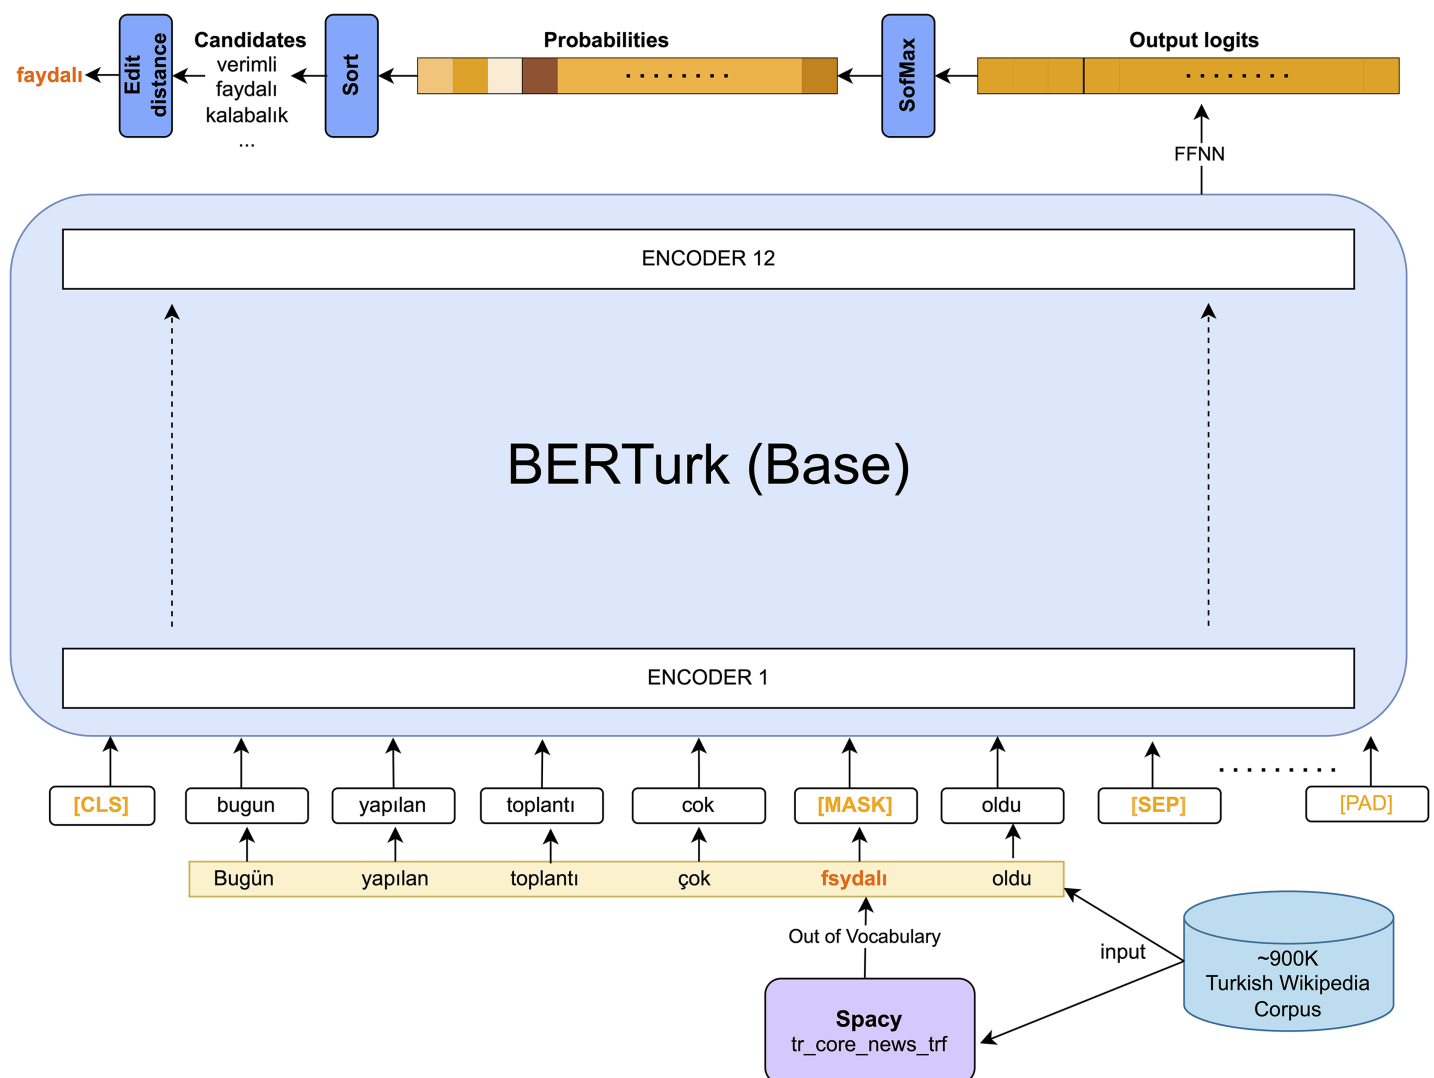 Candidates
Probabilities
Output logits
faydalı
Edit
distance
verimli
faydalı
kalabalık
...
Sort
. . . . . . . .
SofMax
. . . . . . . .
FFNN
ENCODER 12
BERTurk (Base)
ENCODER 1
[CLS] bugun yapılan toplantı cok [MASK] oldu [SEP] . . . . . . . . . [PAD]
Bugün yapılan toplantı çok fsydalı oldu
Out of Vocabulary
input
~900K
Turkish Wikipedia
Corpus
Spacy
tr_core_news_trf